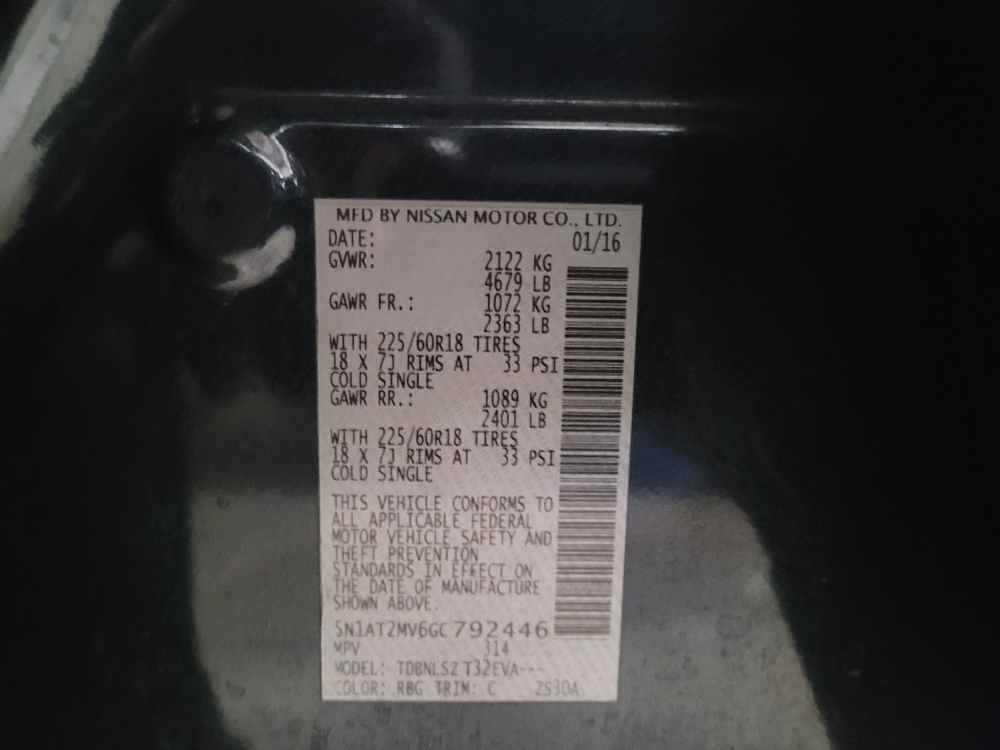 MFD BY NISSAN MOTOR CO., LTD.
DATE: 01/16
GVWR: 2122 KG
4679 LB
GAWR FR.: 1072 KG
2363 LB
WITH 225/60R18 TIRES
18 X 7J RIMS AT 33 PSI
COLD SINGLE
GAWR RR.: 1089 KG
2401 LB
WITH 225/60R18 TIRES
18 X 7J RIMS AT 33 PSI
COLD SINGLE
THIS VEHICLE CONFORMS TO
ALL APPLICABLE FEDERAL
MOTOR VEHICLE SAFETY AND
THEFT PREVENTION
STANDARDS IN EFFECT ON
THE DATE OF MANUFACTURE
SHOWN ABOVE.
5N1AT2MV6GC792446
MPV 314
MODEL: TDBNLSZ T32EVA---
COLOR: RBG TRIM: C ZS30A